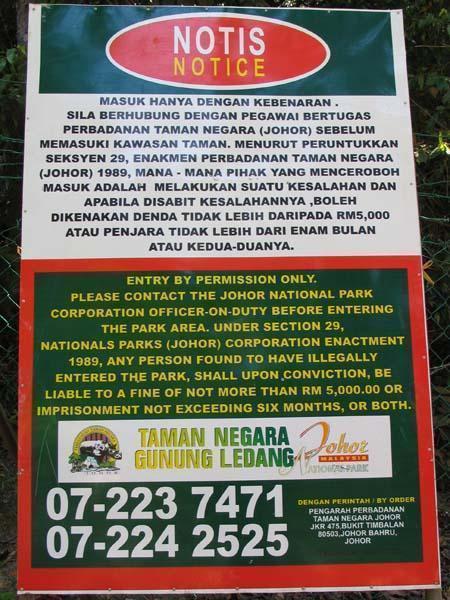 NOTIS
NOTICE
MASUK HANYA DENGAN KEBENARAN .
SILA BERHUBUNG DENGAN PEGAWAI BERTUGAS
PERBADANAN TAMAN NEGARA (JOHOR) SEBELUM
MEMASUKI KAWASAN TAMAN. MENURUT PERUNTUKKAN
SEKSYEN 29, ENAKMEN PERBADANAN TAMAN NEGARA
(JOHOR) 1989, MANA - MANA PIHAK YANG MENCEROBOH
MASUK ADALAH MELAKUKAN SUATU KESALAHAN DAN
APABILA DISABIT KESALAHANNYA ,BOLEH
DIKENAKAN DENDA TIDAK LEBIH DARIPADA RM5,000
ATAU PENJARA TIDAK LEBIH DARI ENAM BULAN
ATAU KEDUA-DUANYA.
ENTRY BY PERMISSION ONLY.
PLEASE CONTACT THE JOHOR NATIONAL PARK
CORPORATION OFFICER-ON-DUTY BEFORE ENTERING
THE PARK AREA. UNDER SECTION 29,
NATIONALS PARKS (JOHOR) CORPORATION ENACTMENT
1989, ANY PERSON FOUND TO HAVE ILLEGALLY
ENTERED THE PARK, SHALL UPON CONVICTION, BE
LIABLE TO A FINE OF NOT MORE THAN RM 5,000.00 OR
IMPRISONMENT NOT EXCEEDING SIX MONTHS, OR BOTH.
TAMAN NEGARA
GUNUNG LEDANG
JOHOR
Johor
MALAYSIA
NATIONAL PARK
07-223 7471
07-224 2525
DENGAN PERINTAH / BY ORDER
PENGARAH PERBADANAN
TAMAN NEGARA JOHOR
JKR 475,BUKIT TIMBALAN
80503,JOHOR BAHRU,
JOHOR